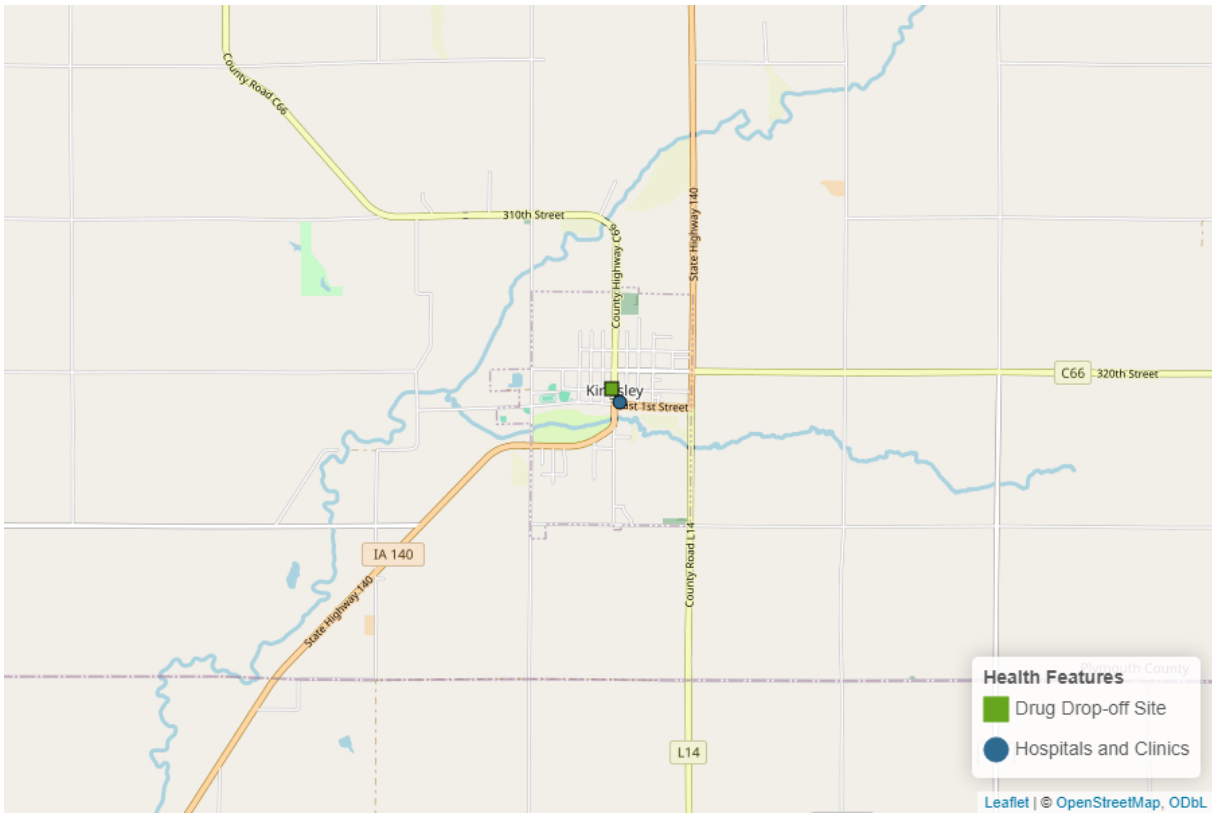 County Road C66
310th Street
County Highway C66
State Highway 140
C66
320th Street
East 1st Street
IA 140
State Highway 140
County Road L14
Plymouth County
Health Features
Drug Drop-off Site
Hospitals and Clinics
L14
Leaflet | © OpenStreetMap, ODbL